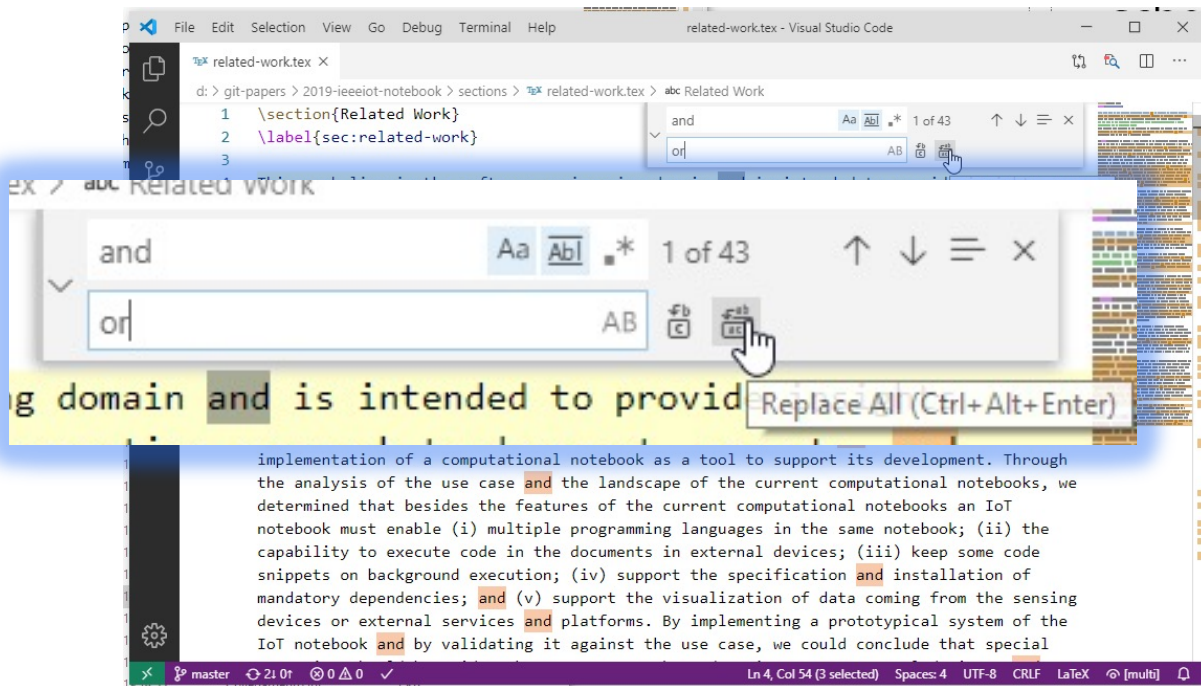 File Edit Selection View Go Debug Terminal Help related-work.tex - Visual Studio Code
TEX related-work.tex ×
d: > git-papers > 2019-ieeeiot-notebook > sections > TEX related-work.tex > abc Related Work
1 \section{Related Work}
2 \label{sec:related-work}
3
and Aa Abl .* 1 of 43
or AB
ex > abc Related Work
and Aa Abl .* 1 of 43
or AB
ng domain and is intended to provid
Replace All (Ctrl+Alt+Enter)
implementation of a computational notebook as a tool to support its development. Through
the analysis of the use case and the landscape of the current computational notebooks, we
determined that besides the features of the current computational notebooks an IoT
notebook must enable (i) multiple programming languages in the same notebook; (ii) the
capability to execute code in the documents in external devices; (iii) keep some code
snippets on background execution; (iv) support the specification and installation of
mandatory dependencies; and (v) support the visualization of data coming from the sensing
devices or external services and platforms. By implementing a prototypical system of the
IoT notebook and by validating it against the use case, we could conclude that special
master 2↓ 0↑ 0 0 Ln 4, Col 54 (3 selected) Spaces: 4 UTF-8 CRLF LaTeX [multi]